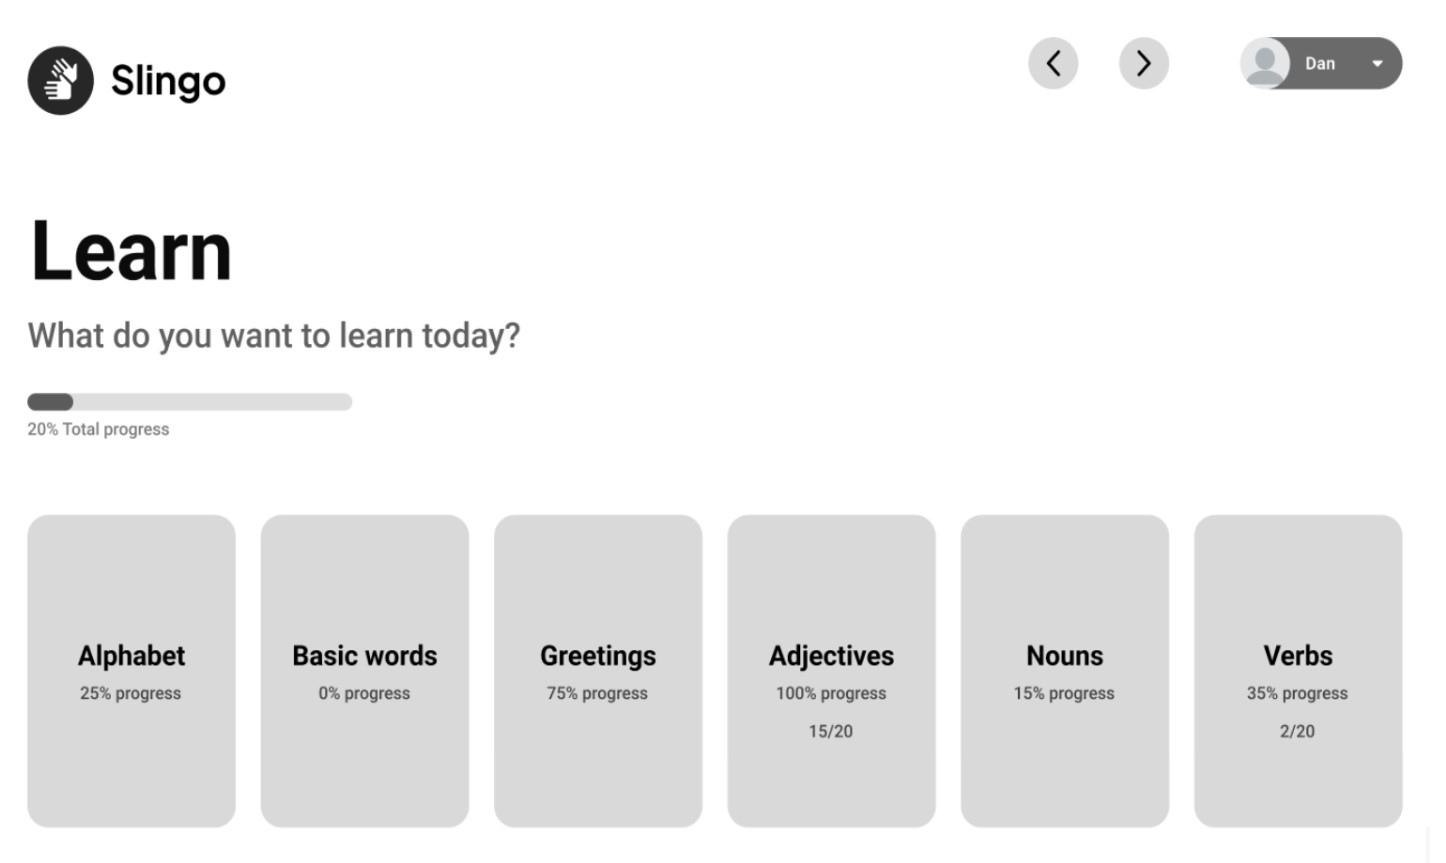 Slingo
Dan
Learn
What do you want to learn today?
20% Total progress
Alphabet
25% progress
Basic words
0% progress
Greetings
75% progress
Adjectives
100% progress
15/20
Nouns
15% progress
Verbs
35% progress
2/20